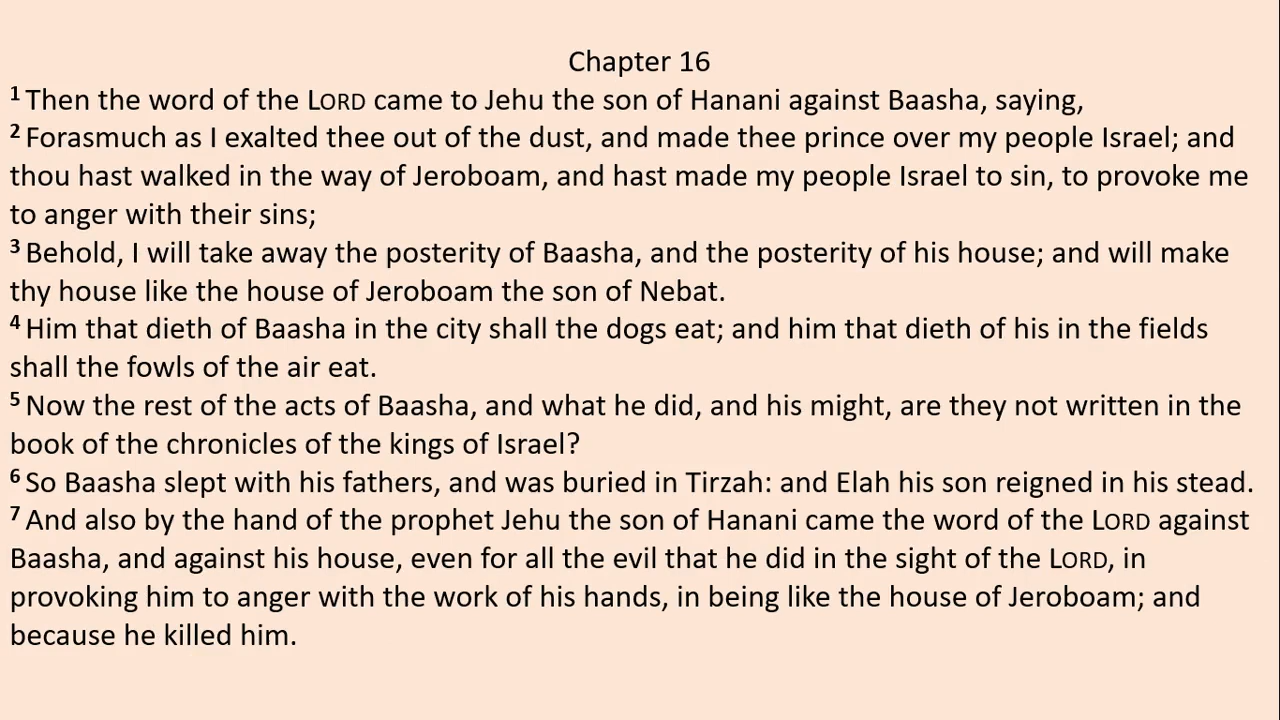 Chapter 16
1 Then the word of the LORD came to Jehu the son of Hanani against Baasha, saying,
2 Forasmuch as I exalted thee out of the dust, and made thee prince over my people Israel; and
thou hast walked in the way of Jeroboam, and hast made my people Israel to sin, to provoke me
to anger with their sins;
3 Behold, I will take away the posterity of Baasha, and the posterity of his house; and will make
thy house like the house of Jeroboam the son of Nebat.
4 Him that dieth of Baasha in the city shall the dogs eat; and him that dieth of his in the fields
shall the fowls of the air eat.
5 Now the rest of the acts of Baasha, and what he did, and his might, are they not written in the
book of the chronicles of the kings of Israel?
6 So Baasha slept with his fathers, and was buried in Tirzah: and Elah his son reigned in his stead.
7 And also by the hand of the prophet Jehu the son of Hanani came the word of the LORD against
Baasha, and against his house, even for all the evil that he did in the sight of the LORD, in
provoking him to anger with the work of his hands, in being like the house of Jeroboam; and
because he killed him.